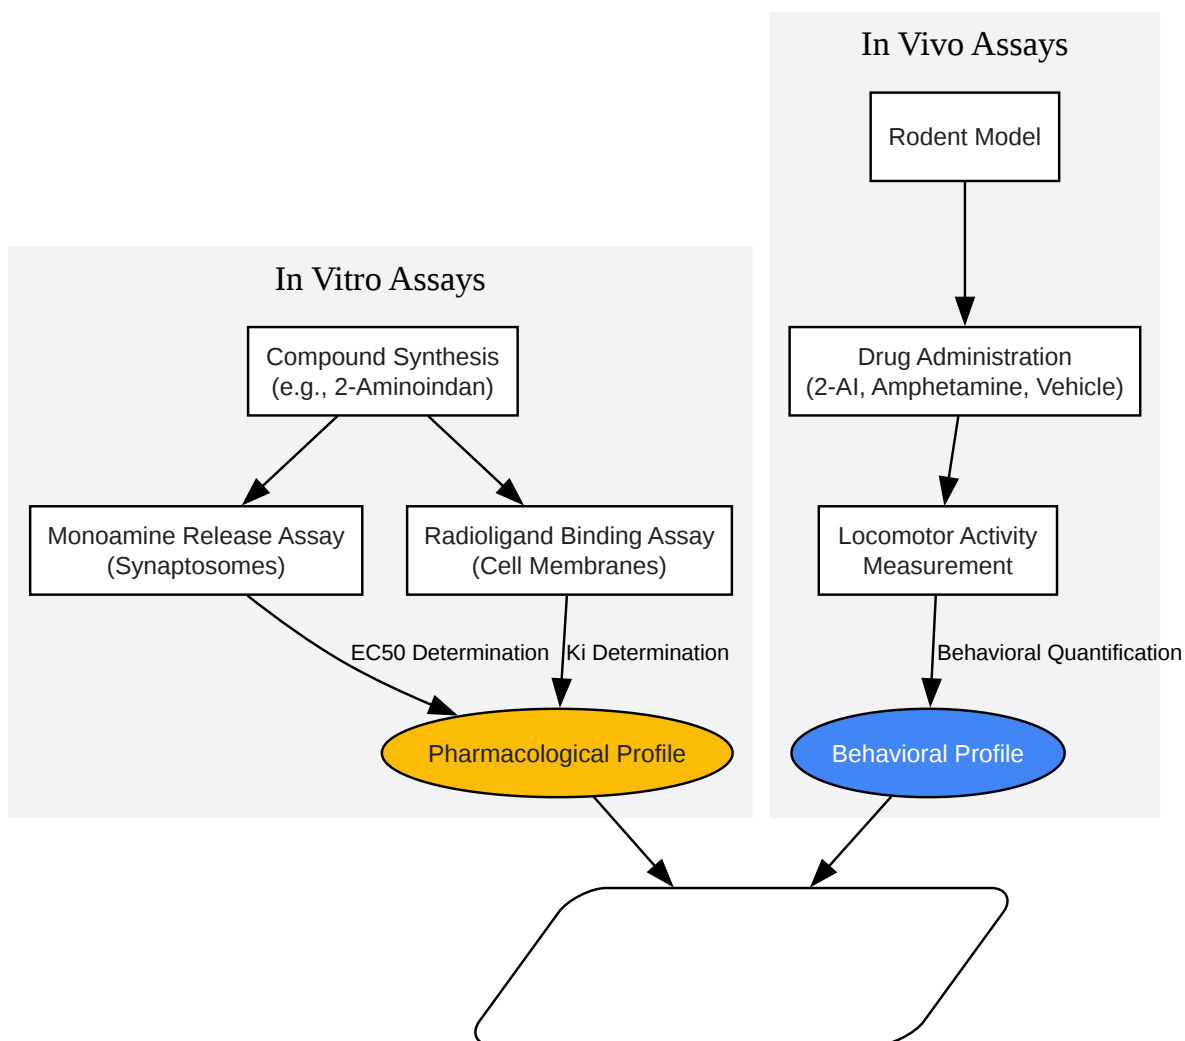 In Vivo Assays
Rodent Model
In Vitro Assays
Compound Synthesis
(e.g., 2-Aminoindan)
Drug Administration
(2-AI, Amphetamine, Vehicle)
Monoamine Release Assay
(Synaptosomes)
Radioligand Binding Assay
(Cell Membranes)
Locomotor Activity
Measurement
EC50 Determination
Ki Determination
Behavioral Quantification
Pharmacological Profile
Behavioral Profile